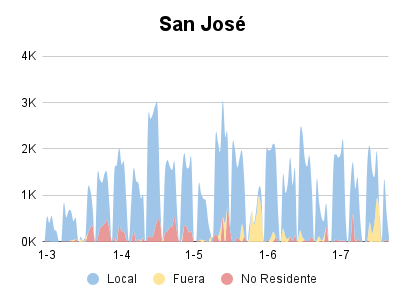 San José
4K
3K
2K
1K
0K
1-3 1-4 1-5 1-6 1-7
Local Fuera No Residente